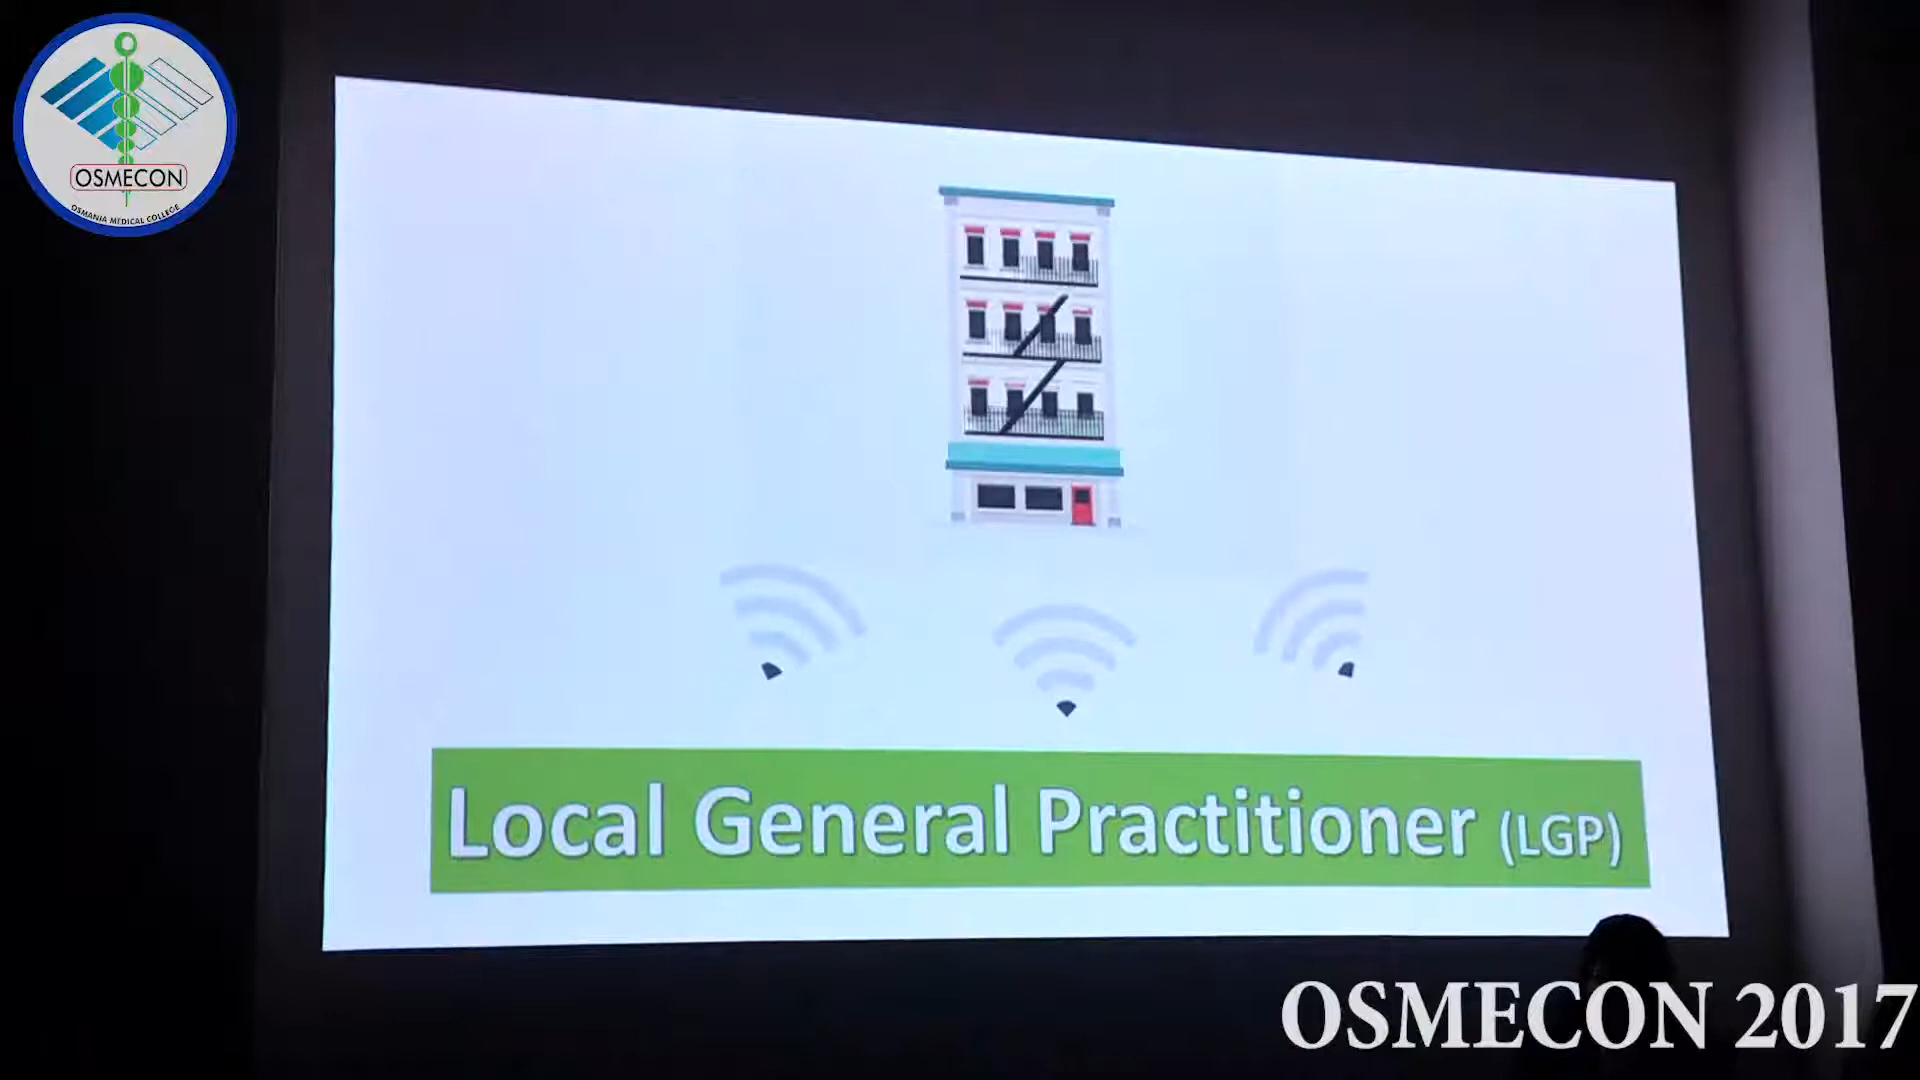 OSMECON
OSMANIA MEDICAL COLLEGE
Local General Practitioner (LGP)
OSMECON 2017